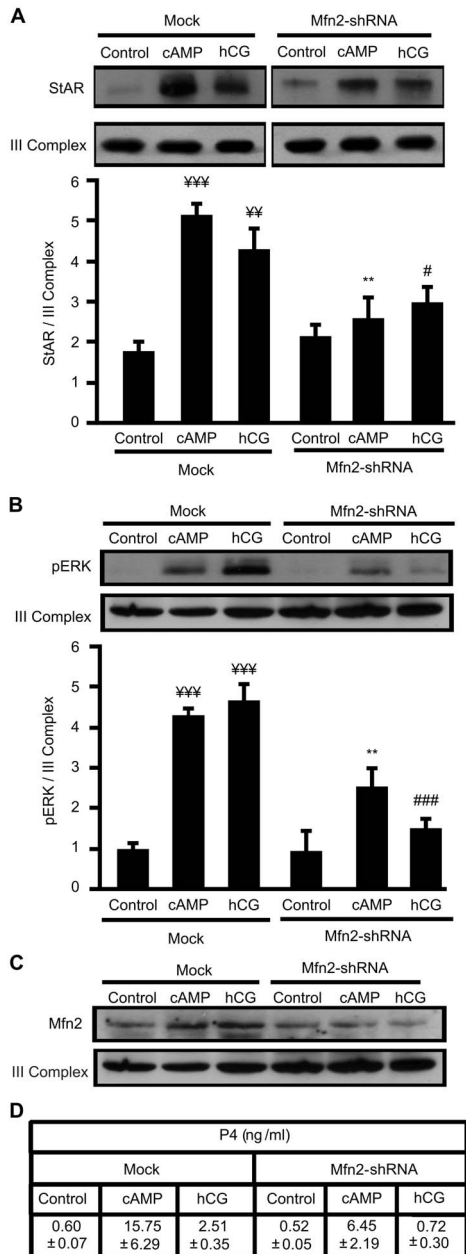 A
Mock
Mfn2-shRNA
Control cAMP hCG
Control cAMP hCG
StAR
III Complex
StAR / III Complex
6
5
4
3
2
1
0
¥¥¥
¥¥
**
#
Control cAMP hCG
Control cAMP hCG
Mock
Mfn2-shRNA
B
Mock
Mfn2-shRNA
Control cAMP hCG Control cAMP hCG
pERK
III Complex
pERK / III Complex
6
5
4
3
2
1
0
¥¥¥
¥¥¥
**
###
Control cAMP hCG
Control cAMP hCG
Mock
Mfn2-shRNA
C
Mock
Mfn2-shRNA
Control cAMP hCG Control cAMP hCG
Mfn2
III Complex
D
P4 (ng /ml)
Mock Mfn2-shRNA
Control cAMP hCG Control cAMP hCG
0.60 15.75 2.51 0.52 6.45 0.72
±0.07 ±6.29 ±0.35 ±0.05 ±2.19 ±0.30